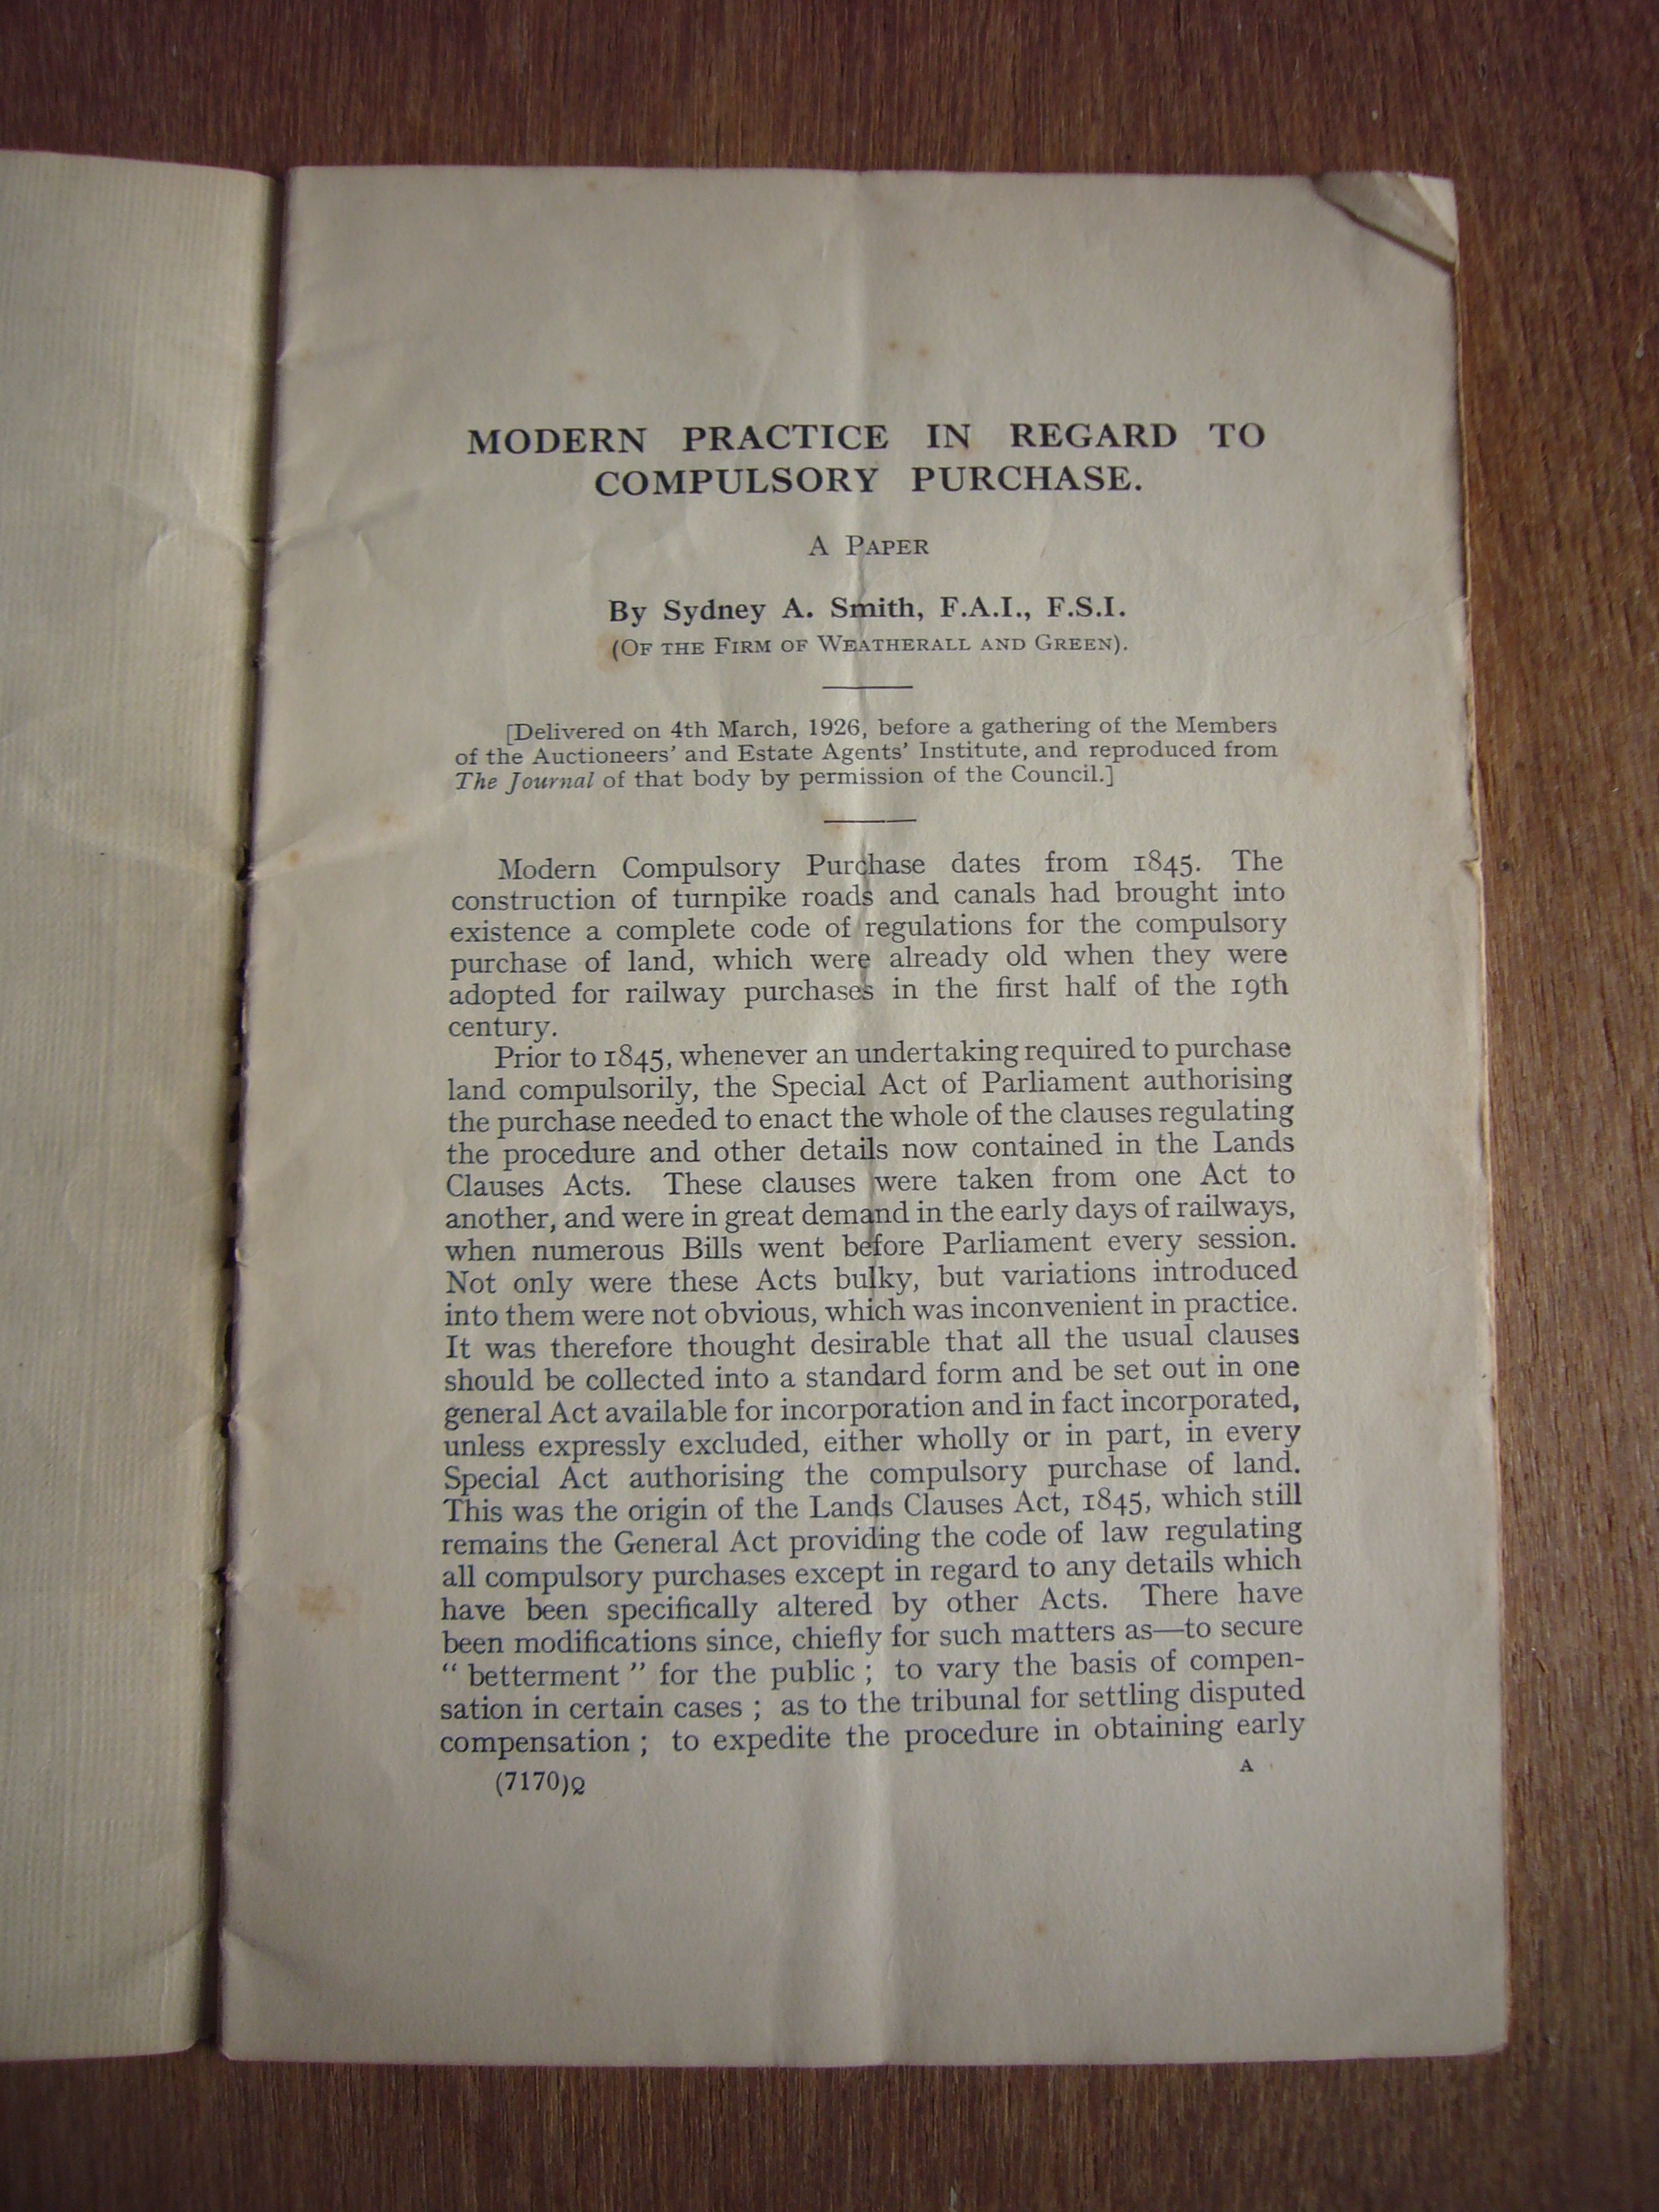 MODERN PRACTICE IN REGARD TO
COMPULSORY PURCHASE.
A PAPER
By Sydney A. Smith, F.A.I., F.S.I.
(OF THE FIRM OF WEATHERALL AND GREEN).
[Delivered on 4th March, 1926, before a gathering of the Members
of the Auctioneers' and Estate Agents' Institute, and reproduced from
The Journal of that body by permission of the Council.]
Modern Compulsory Purchase dates from 1845. The
construction of turnpike roads and canals had brought into
existence a complete code of regulations for the compulsory
purchase of land, which were already old when they were
adopted for railway purchases in the first half of the 19th
century.
Prior to 1845, whenever an undertaking required to purchase
land compulsorily, the Special Act of Parliament authorising
the purchase needed to enact the whole of the clauses regulating
the procedure and other details now contained in the Lands
Clauses Acts. These clauses were taken from one Act to
another, and were in great demand in the early days of railways,
when numerous Bills went before Parliament every session.
Not only were these Acts bulky, but variations introduced
into them were not obvious, which was inconvenient in practice.
It was therefore thought desirable that all the usual clauses
should be collected into a standard form and be set out in one
general Act available for incorporation and in fact incorporated,
unless expressly excluded, either wholly or in part, in every
Special Act authorising the compulsory purchase of land.
This was the origin of the Lands Clauses Act, 1845, which still
remains the General Act providing the code of law regulating
all compulsory purchases except in regard to any details which
have been specifically altered by other Acts. There have
been modifications since, chiefly for such matters as—to secure
“ betterment ” for the public ; to vary the basis of compen-
sation in certain cases ; as to the tribunal for settling disputed
compensation ; to expedite the procedure in obtaining early
(7170)Q A